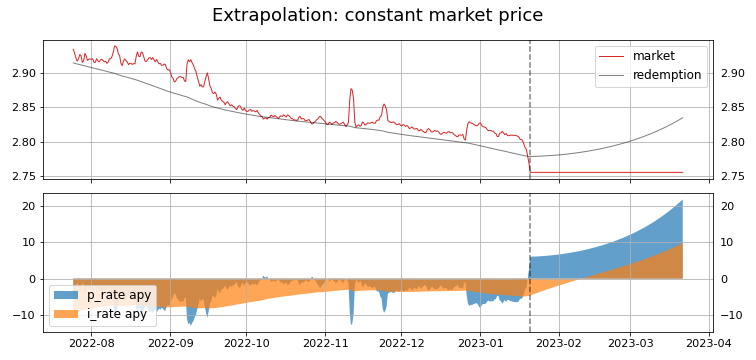 Extrapolation: constant market price
market
redemption
2.90
2.85
2.80
2.75
2.90
2.85
2.80
2.75
20
10
0
−10
p_rate apy
i_rate apy
20
10
0
−10
2022-08 2022-09 2022-10 2022-11 2022-12 2023-01 2023-02 2023-03 2023-04